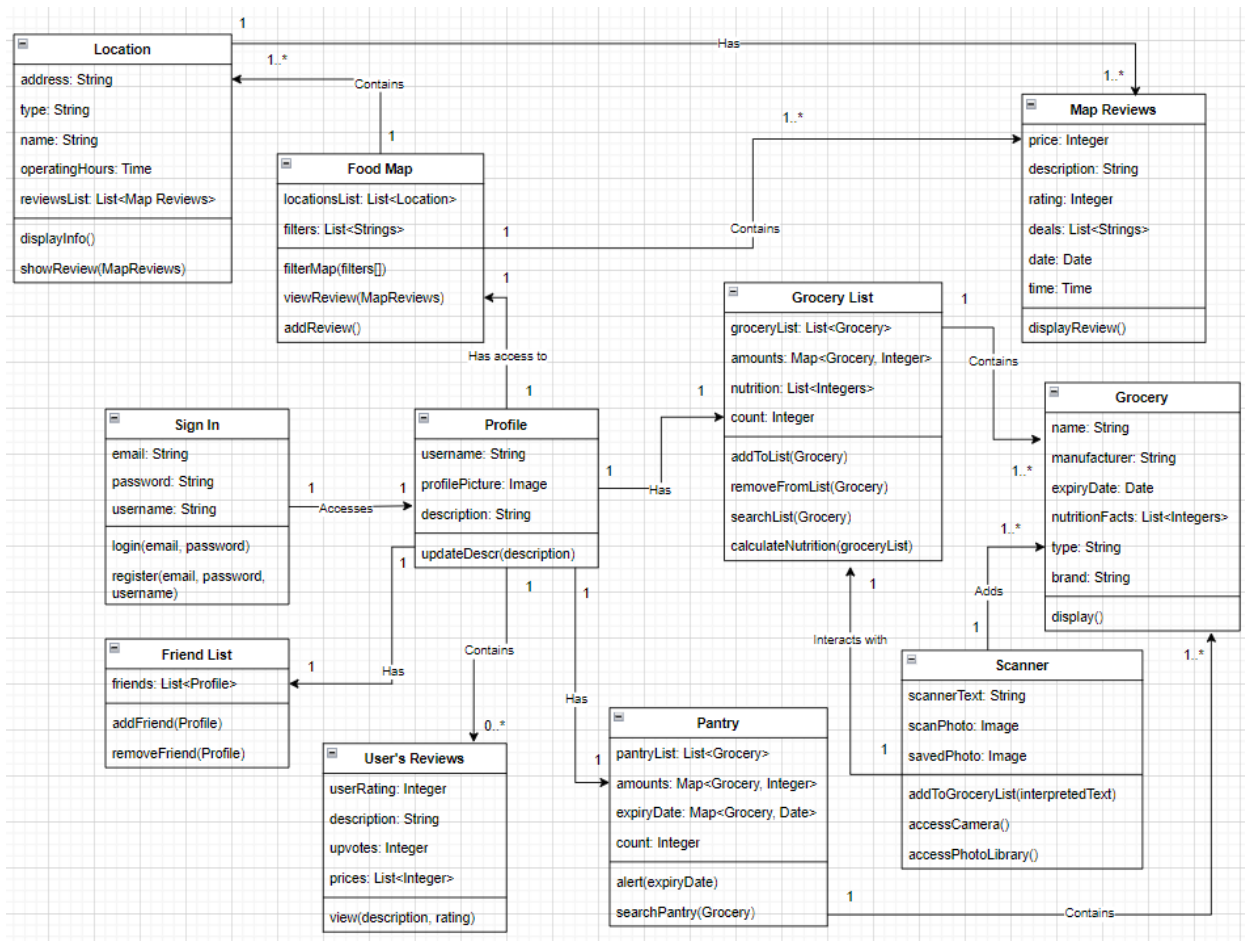 1
Location
address: String
type: String
name: String
operatingHours: Time
reviewsList: List<Map Reviews>
displayInfo()
showReview(MapReviews)
Has
1..*
1..*
Contains
1
Food Map
locationsList: List<Location>
filters: List<Strings>
filterMap(filters[])
viewReview(MapReviews)
addReview()
1
Contains
1..*
Map Reviews
price: Integer
description: String
rating: Integer
deals: List<Strings>
date: Date
time: Time
displayReview()
1
Has access to
1
Grocery List
groceryList: List<Grocery>
amounts: Map<Grocery, Integer>
nutrition: List<Integers>
count: Integer
addToList(Grocery)
removeFromList(Grocery)
searchList(Grocery)
calculateNutrition(groceryList)
1
Contains
1..*
Grocery
name: String
manufacturer: String
expiryDate: Date
nutritionFacts: List<Integers>
type: String
brand: String
display()
Sign In
email: String
password: String
username: String
login(email, password)
register(email, password,
username)
1
Accesses
1
Profile
username: String
profilePicture: Image
description: String
updateDescr(description)
1
Has
1
1
Has
1
Friend List
friends: List<Profile>
addFriend(Profile)
removeFriend(Profile)
1
Contains
0..*
User's Reviews
userRating: Integer
description: String
upvotes: Integer
prices: List<Integer>
view(description, rating)
1
Has
1
Pantry
pantryList: List<Grocery>
amounts: Map<Grocery, Integer>
expiryDate: Map<Grocery, Date>
count: Integer
alert(expiryDate)
searchPantry(Grocery)
1
Contains
1..*
1
Interacts with
1
1..*
Adds
1
Scanner
scannerText: String
scanPhoto: Image
savedPhoto: Image
addToGroceryList(interpretedText)
accessCamera()
accessPhotoLibrary()